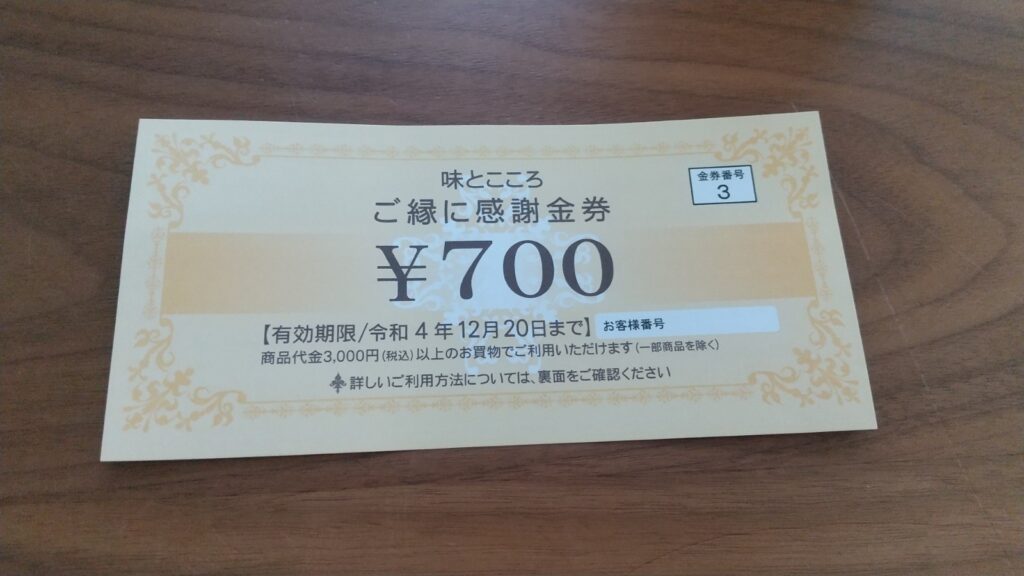 味とこころ
金券番号
3
ご縁に感謝金券
¥700
【有効期限/令和4年12月20日まで】 お客様番号
商品代金3,000円(税込)以上のお買物でご利用いただけます(一部商品を除く)
詳しいご利用方法については、裏面をご確認ください